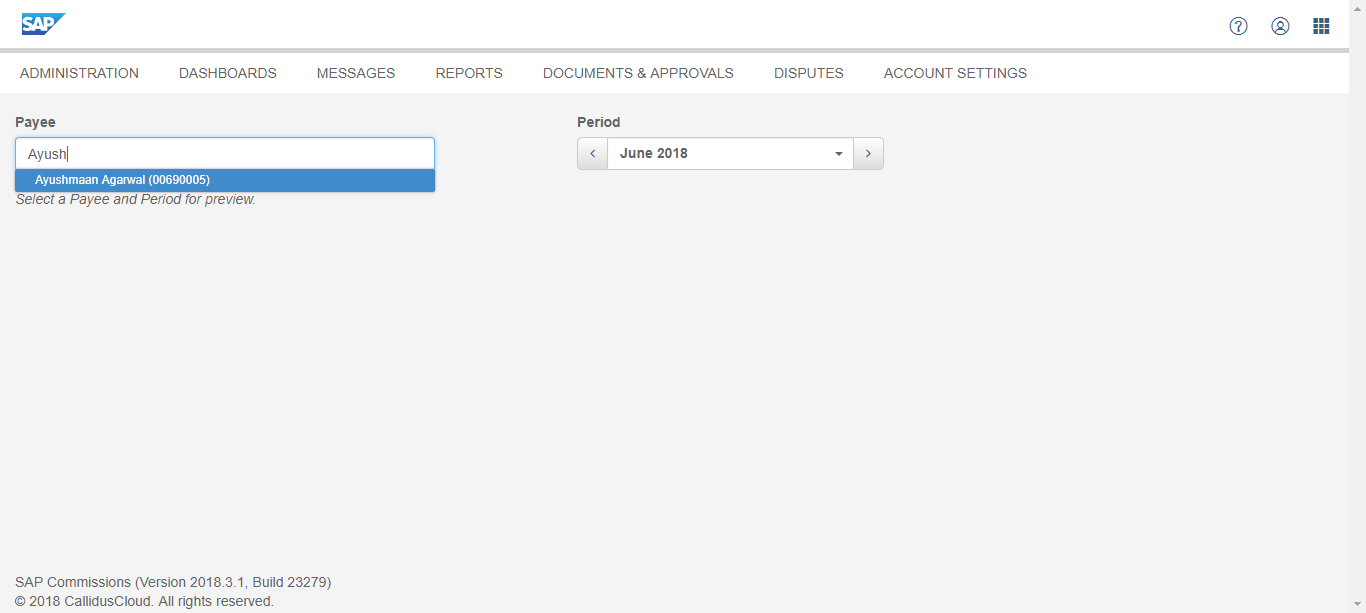 SAP
ADMINISTRATION DASHBOARDS MESSAGES REPORTS DOCUMENTS & APPROVALS DISPUTES ACCOUNT SETTINGS
Payee
Ayush
Ayushmaan Agarwal (00690005)
Select a Payee and Period for preview.
Period
June 2018
SAP Commissions (Version 2018.3.1, Build 23279)
© 2018 CallidusCloud. All rights reserved.